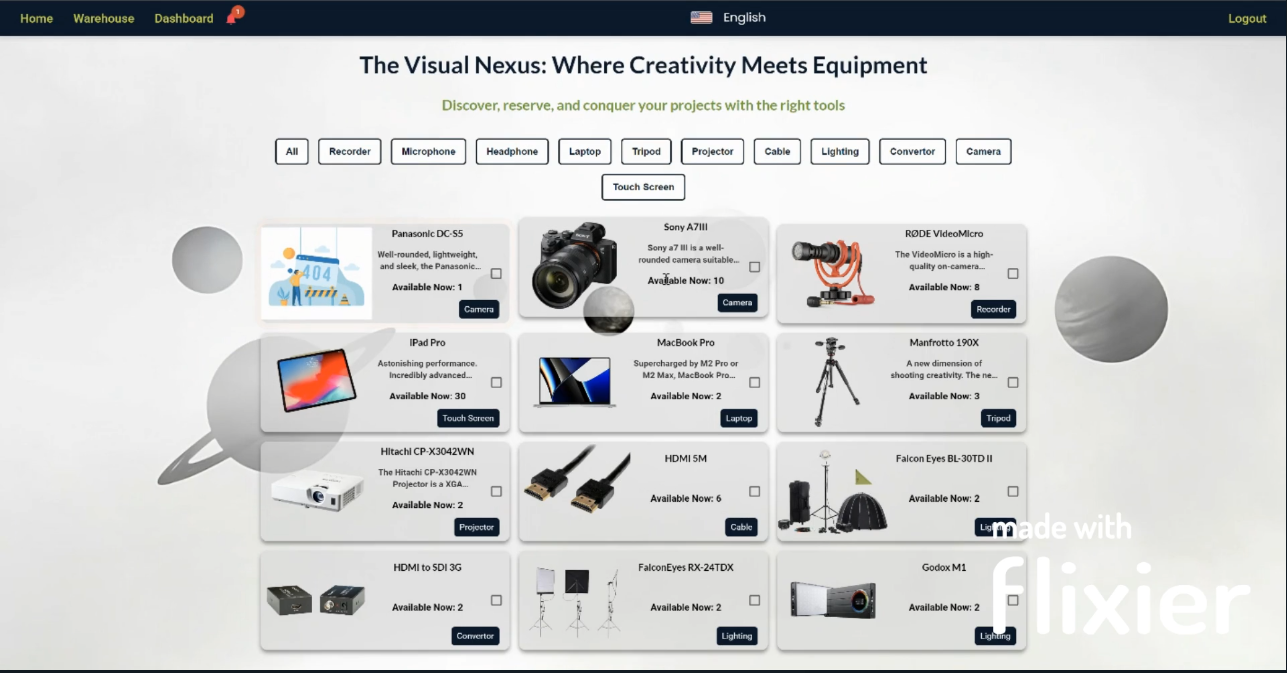 Home Warehouse Dashboard 1 English Logout
The Visual Nexus: Where Creativity Meets Equipment
Discover, reserve, and conquer your projects with the right tools
All Recorder Microphone Headphone Laptop Tripod Projector Cable Lighting Convertor Camera
Touch Screen
404
Panasonic DC-S5
Well-rounded, lightweight,
and sleek, the Panasonic...
Available Now: 1
Camera
SONY
Sony A7III
Sony a7 III is a well-
rounded camera suitable...
Available Now: 10
Camera
RØDE VideoMicro
The VideoMicro is a high-
quality on-camera...
Available Now: 8
Recorder
iPad Pro
Astonishing performance.
Incredibly advanced...
Available Now: 30
Touch Screen
MacBook Pro
Supercharged by M2 Pro or
M2 Max, MacBook Pro...
Available Now: 2
Laptop
Manfrotto 190X
A new dimension of
shooting creativity. The ne...
Available Now: 3
Tripod
Hitachi CP-X3042WN
The Hitachi CP-X3042WN
Projector is a XGA...
Available Now: 2
Projector
HDMI 5M
Available Now: 6
Cable
Falcon Eyes BL-30TD II
Available Now: 2
Lighting
HDMI to SDI 3G
Available Now: 2
Convertor
FalconEyes RX-24TDX
Available Now: 2
Lighting
Godox M1
Available Now: 2
Lighting
made with
flixier